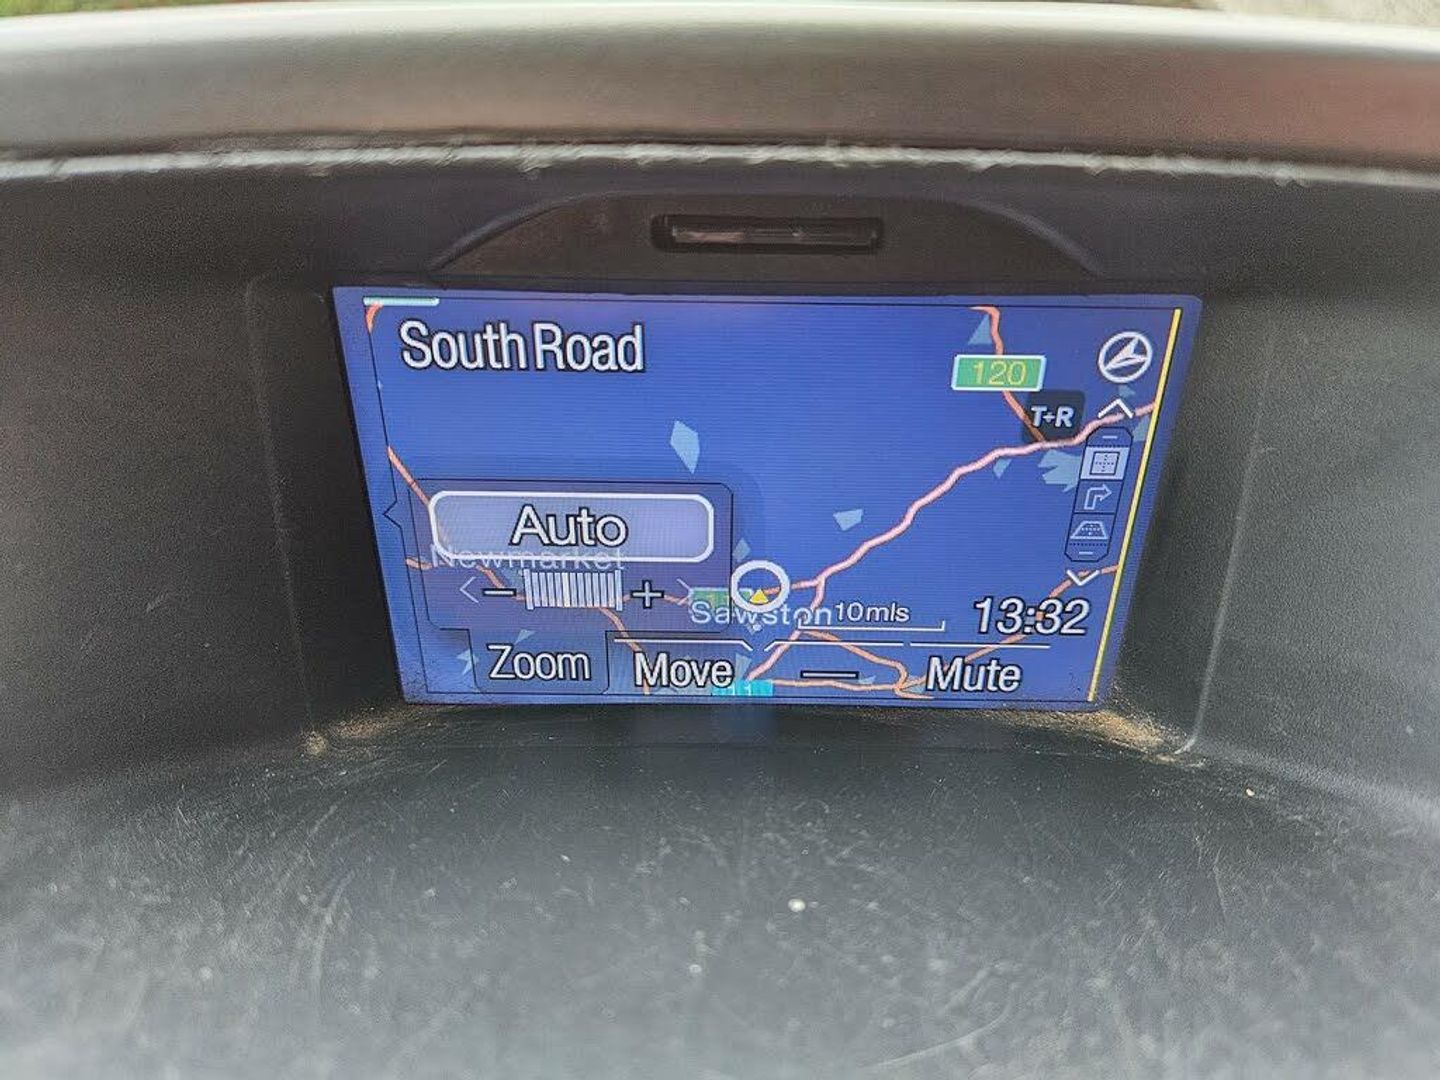 South Road
120
T+R
Auto
Newmarket
− +
Sawston
10mls
13:32
Zoom
Move
Mute